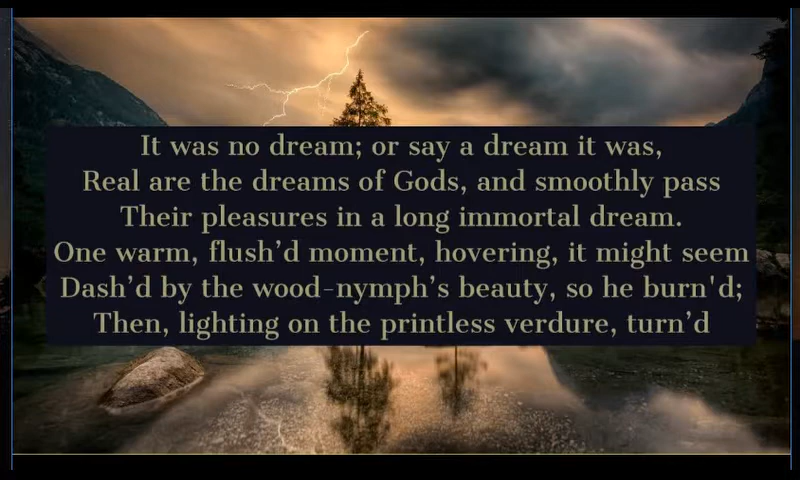 It was no dream; or say a dream it was,
Real are the dreams of Gods, and smoothly pass
Their pleasures in a long immortal dream.
One warm, flush’d moment, hovering, it might seem
Dash’d by the wood-nymph’s beauty, so he burn'd;
Then, lighting on the printless verdure, turn’d